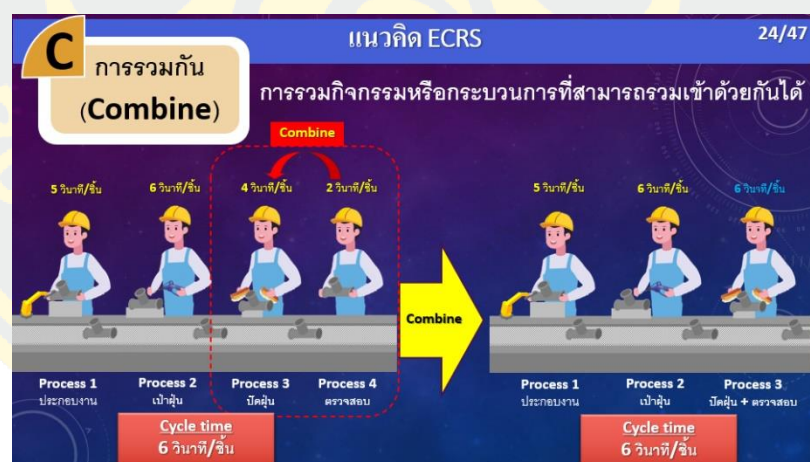 C
การรวมกัน
(Combine)
แนวคิด ECRS
24/47
การรวมกิจกรรมหรือกระบวนการที่สามารถรวมเข้าด้วยกันได้
Combine
5 วินาที/ชิ้น
6 วินาที/ชิ้น
4 วินาที/ชิ้น
2 วินาที/ชิ้น
Process 1
ประกอบงาน
Process 2
เป่าฝุ่น
Process 3
ปัดฝุ่น
Process 4
ตรวจสอบ
Cycle time
6 วินาที/ชิ้น
Combine
5 วินาที/ชิ้น
6 วินาที/ชิ้น
6 วินาที/ชิ้น
Process 1
ประกอบงาน
Process 2
เป่าฝุ่น
Process 3
ปัดฝุ่น + ตรวจสอบ
Cycle time
6 วินาที/ชิ้น